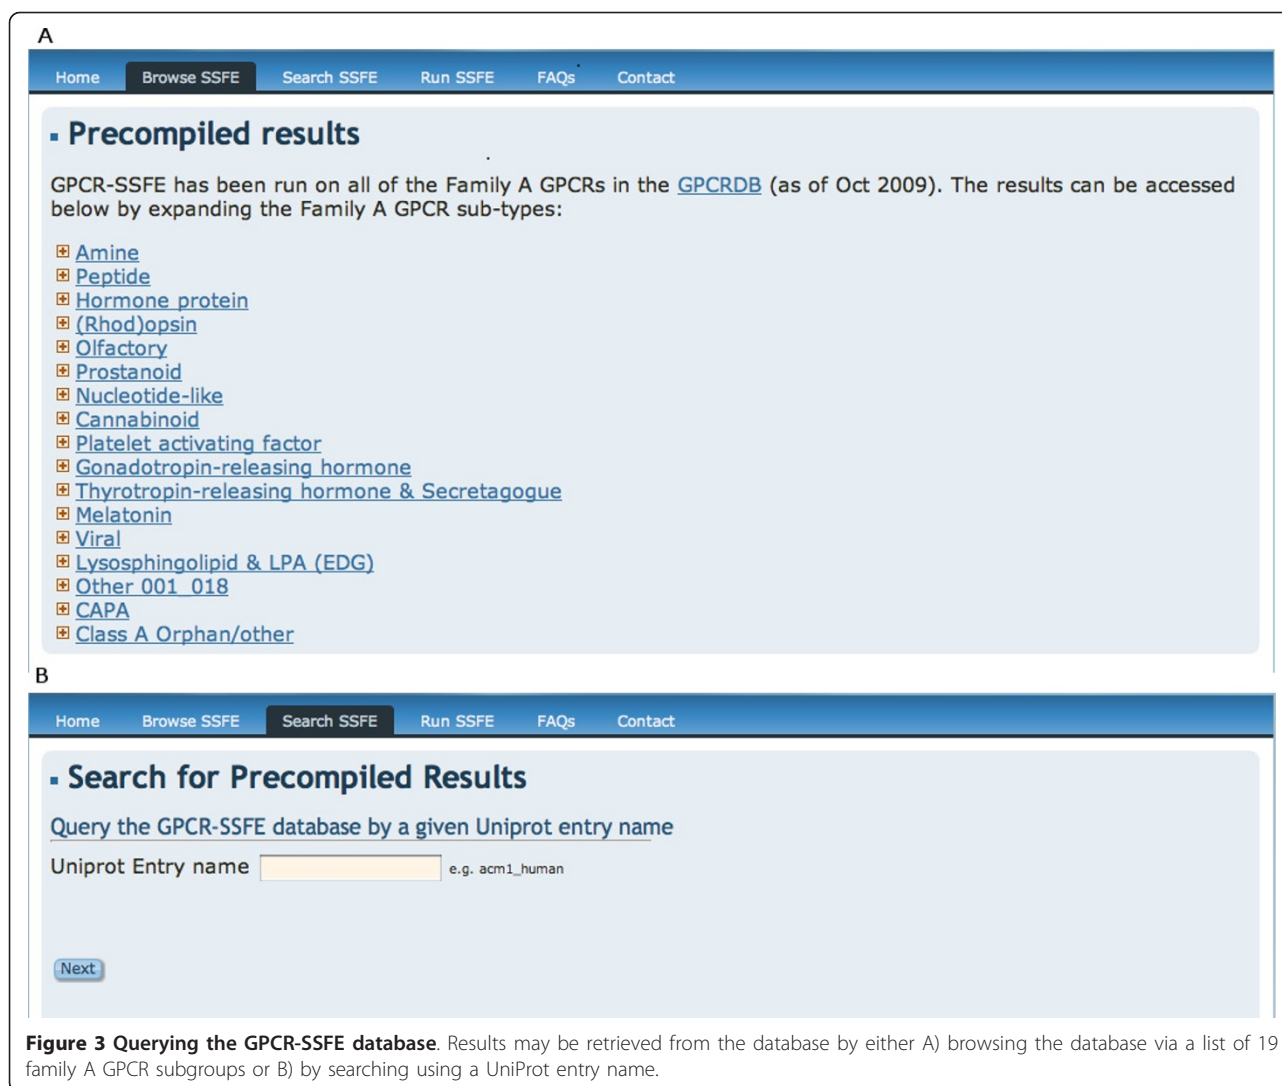 A
Home Browse SSFE Search SSFE Run SSFE FAQs Contact
Precompiled results
GPCR-SSFE has been run on all of the Family A GPCRs in the GPCRDB (as of Oct 2009). The results can be accessed
below by expanding the Family A GPCR sub-types:
Amine
Peptide
Hormone protein
(Rhod)opsin
Olfactory
Prostanoid
Nucleotide-like
Cannabinoid
Platelet activating factor
Gonadotropin-releasing hormone
Thyrotropin-releasing hormone & Secretagogue
Melatonin
Viral
Lysosphingolipid & LPA (EDG)
Other 001_018
CAPA
Class A Orphan/other
B
Home Browse SSFE Search SSFE Run SSFE FAQs Contact
Search for Precompiled Results
Query the GPCR-SSFE database by a given Uniprot entry name
Uniprot Entry name e.g. acm1_human
Next
Figure 3 Querying the GPCR-SSFE database. Results may be retrieved from the database by either A) browsing the database via a list of 19
family A GPCR subgroups or B) by searching using a UniProt entry name.